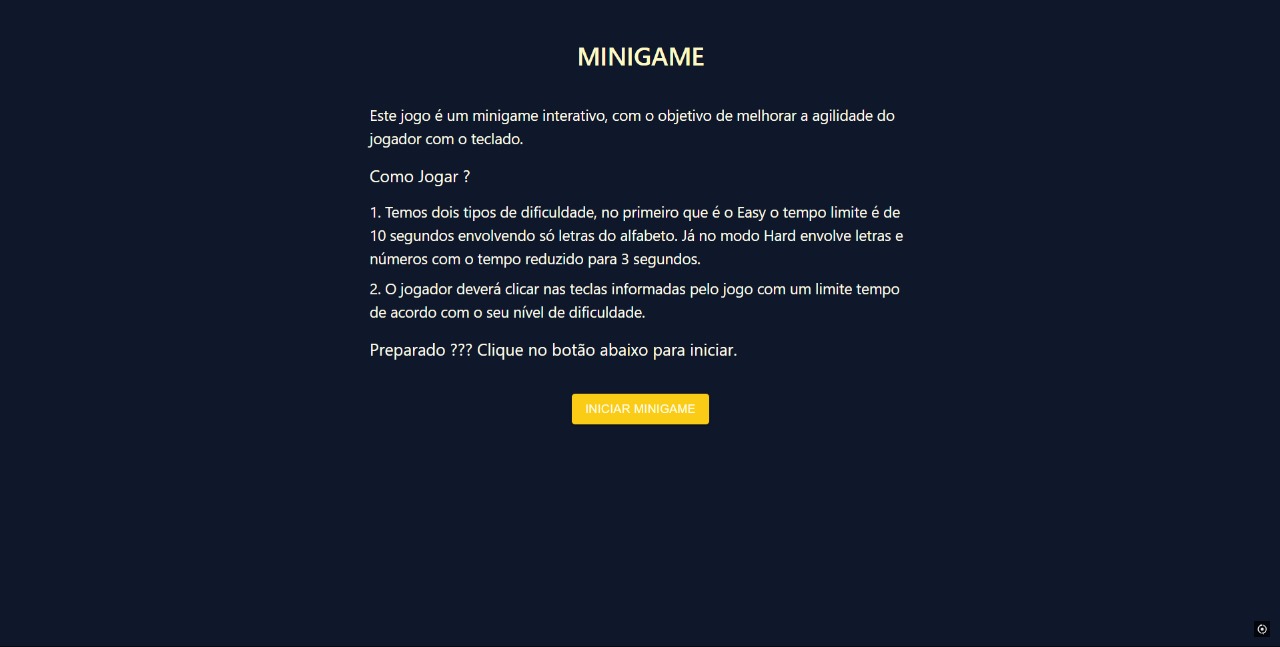 MINIGAME
Este jogo é um minigame interativo, com o objetivo de melhorar a agilidade do
jogador com o teclado.
Como Jogar ?
1. Temos dois tipos de dificuldade, no primeiro que é o Easy o tempo limite é de
10 segundos envolvendo só letras do alfabeto. Já no modo Hard envolve letras e
números com o tempo reduzido para 3 segundos.
2. O jogador deverá clicar nas teclas informadas pelo jogo com um limite tempo
de acordo com o seu nível de dificuldade.
Preparado ??? Clique no botão abaixo para iniciar.
INICIAR MINIGAME